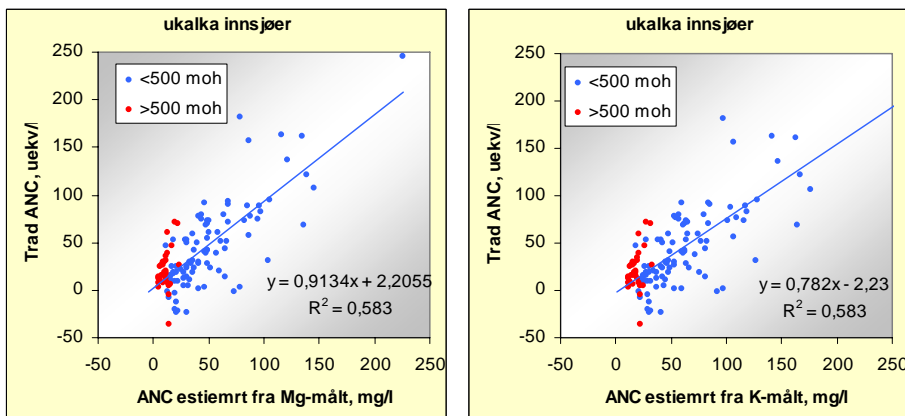 ukalka innsjøer
250
200
150
100
50
0
-50
Trad ANC, uekv/l
<500 moh
>500 moh
y = 0,9134x + 2,2055
R² = 0,583
-50 0 50 100 150 200 250
ANC estiemrt fra Mg-målt, mg/l
ukalka innsjøer
250
200
150
100
50
0
-50
Trad ANC, uekv/l
<500 moh
>500 moh
y = 0,782x - 2,23
R² = 0,583
-50 0 50 100 150 200 250
ANC estiemrt fra K-målt, mg/l